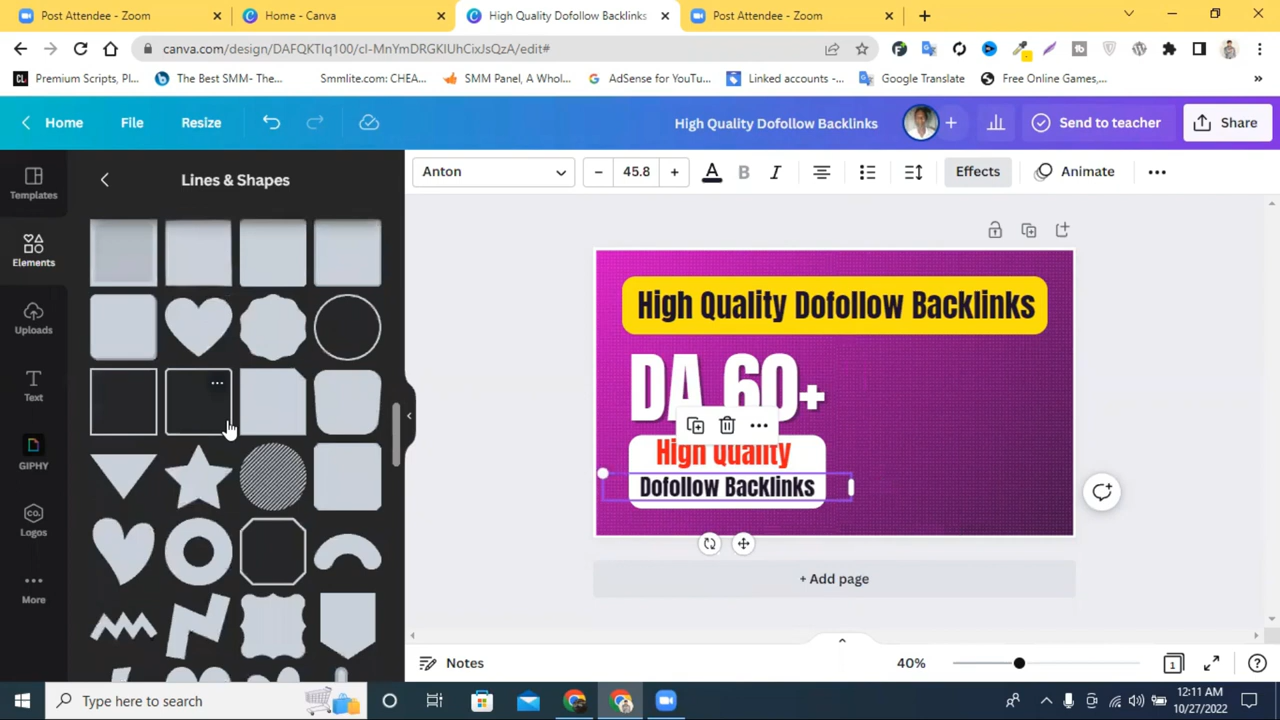 Post Attendee - Zoom
Home - Canva
High Quality Dofollow Backlinks
Post Attendee - Zoom
canva.com/design/DAFQKTIq100/cI-MnYmDRGKIUhCixJsQzA/edit#
Premium Scripts, Pl...
The Best SMM- The...
Smmlite.com: CHEA...
SMM Panel, A Whol...
AdSense for YouTu...
Linked accounts -...
Google Translate
Free Online Games,...
Home
File
Resize
High Quality Dofollow Backlinks
Send to teacher
Share
Templates
Elements
Uploads
Text
GIPHY
Logos
More
Lines & Shapes
Anton
45.8
A
B
I
Effects
Animate
High Quality Dofollow Backlinks
DA 60+
High Quality
Dofollow Backlinks
+ Add page
Notes
40%
1
Type here to search
12:11 AM
10/27/2022